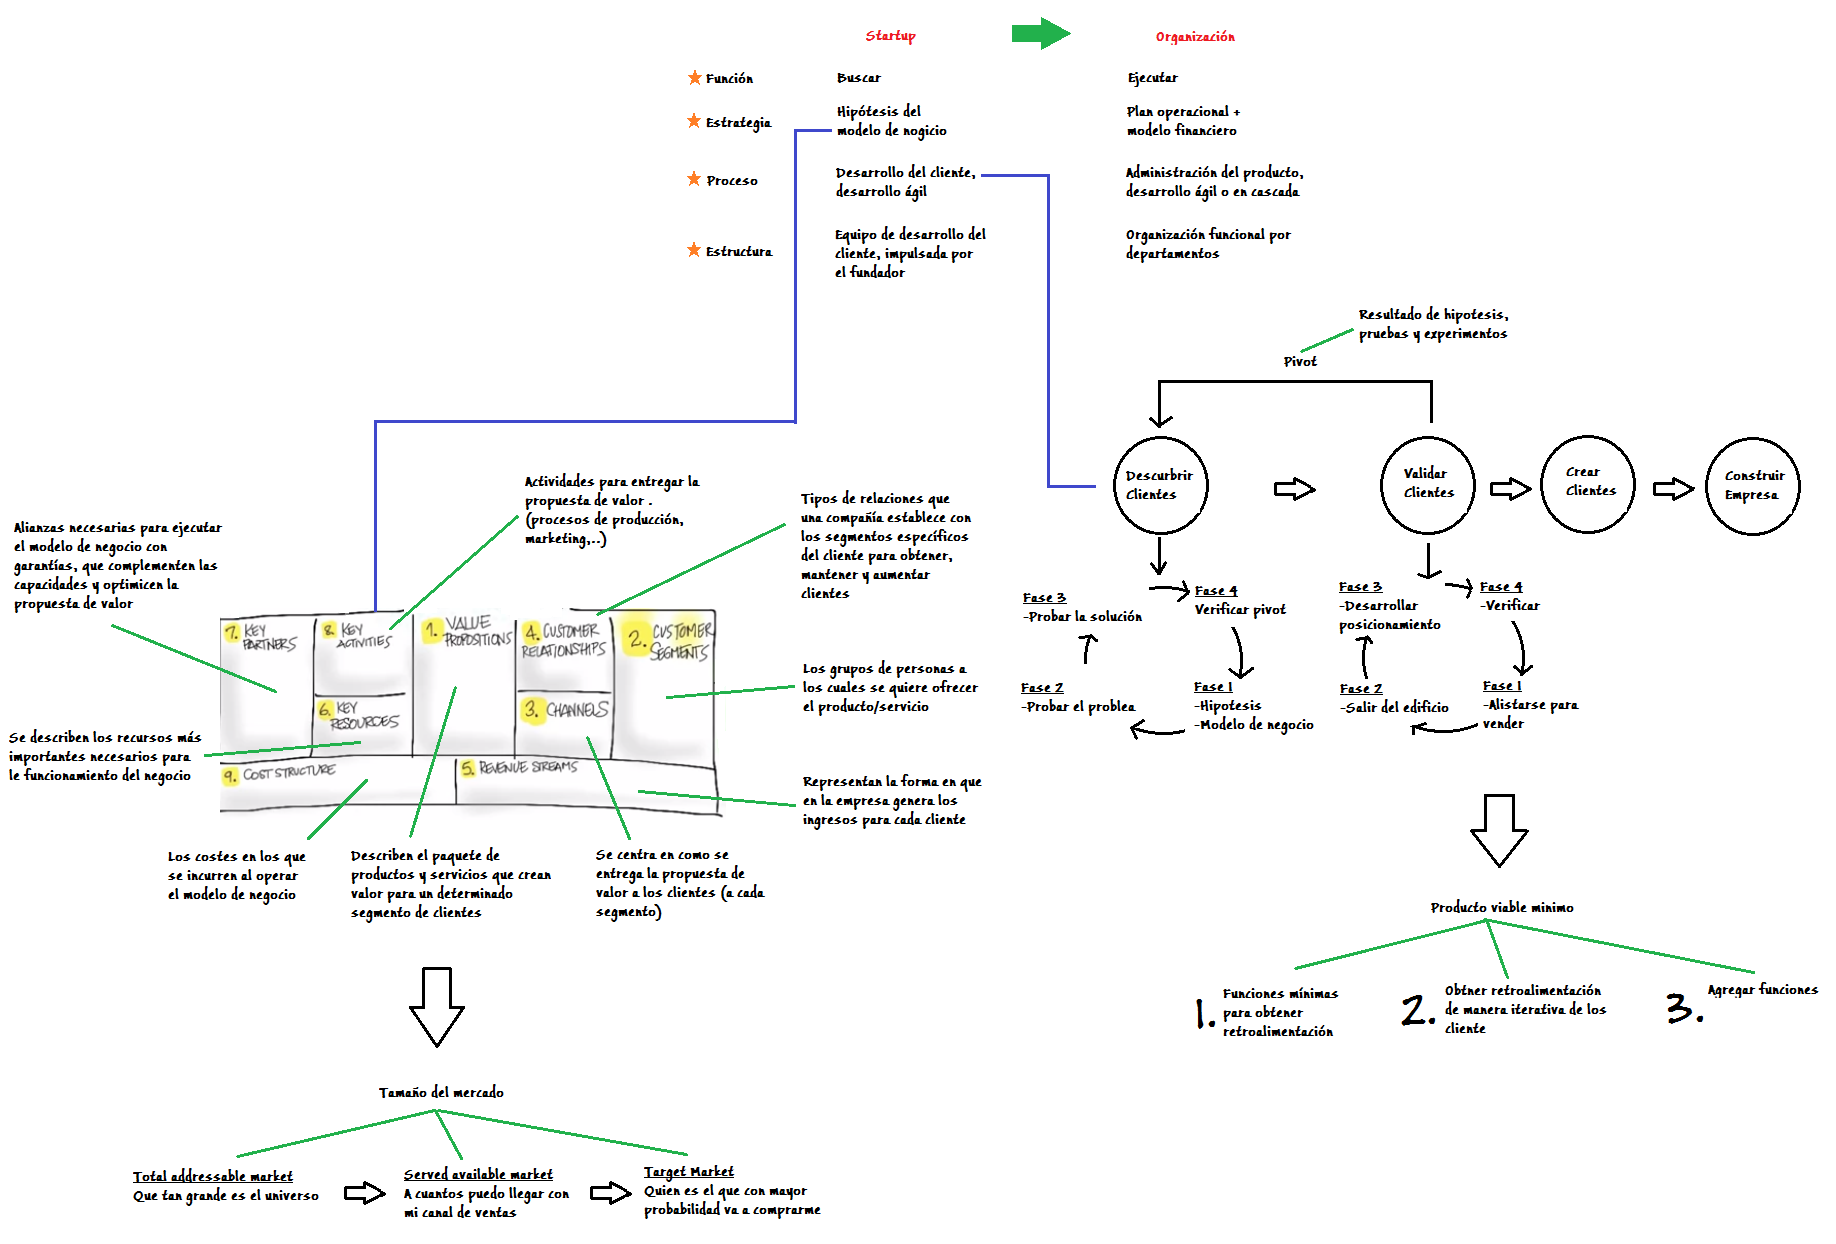 Startup
Organización
Función
Buscar
Ejecutar
Estrategia
Hipótesis del
modelo de nogicio
Plan operacional +
modelo financiero
Proceso
Desarrollo del cliente,
desarrollo ágil
Administración del producto,
desarrollo ágil o en cascada
Estructura
Equipo de desarrollo del
cliente, impulsada por
el fundador
Organización funcional por
departamentos
Resultado de hipotesis,
pruebas y experimentos
Pivot
Descurbrir
Clientes
Validar
Clientes
Crear
Clientes
Construir
Empresa
Fase 3
-Probar la solución
Fase 4
Verificar pivot
Fase 2
-Probar el problea
Fase 1
-Hipotesis
-Modelo de negocio
Fase 3
-Desarrollar
posicionamiento
Fase 4
-Verificar
Fase 2
-Salir del edificio
Fase 1
-Alistarse para
vender
Producto viable minimo
1. Funciones mínimas
para obtener
retroalimentación
2. Obtner retroalimentación
de manera iterativa de los
cliente
3. Agregar funciones
Actividades para entregar la
propuesta de valor .
(procesos de producción,
marketing,..)
Tipos de relaciones que
una compañía establece con
los segmentos específicos
del cliente para obtener,
mantener y aumentar
clientes
Alianzas necesarias para ejecutar
el modelo de negocio con
garantías, que complementen las
capacidades y optimicen la
propuesta de valor
7. KEY
PARTNERS
8. KEY
ACTIVITIES
1. VALUE
PROPOSITIONS
4. CUSTOMER
RELATIONSHIPS
2. CUSTOMER
SEGMENTS
6. KEY
RESOURCES
3. CHANNELS
9. COST STRUCTURE
5. REVENUE STREAMS
Los grupos de personas a
los cuales se quiere ofrecer
el producto/servicio
Se describen los recursos más
importantes necesarios para
le funcionamiento del negocio
Representan la forma en que
en la empresa genera los
ingresos para cada cliente
Los costes en los que
se incurren al operar
el modelo de negocio
Describen el paquete de
productos y servicios que crean
valor para un determinado
segmento de clientes
Se centra en como se
entrega la propuesta de
valor a los clientes (a cada
segmento)
Tamaño del mercado
Total addressable market
Que tan grande es el universo
Served available market
A cuantos puedo llegar con
mi canal de ventas
Target Market
Quien es el que con mayor
probabilidad va a comprarme